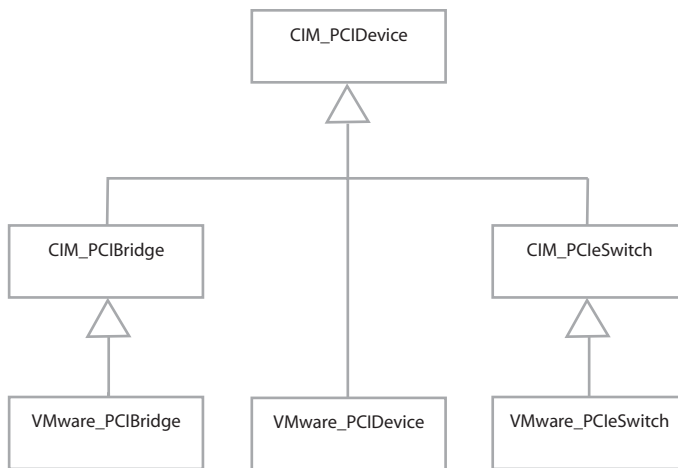 CIM_PCIDevice
CIM_PCIBridge
CIM_PCIeSwitch
VMware_PCIBridge
VMware_PCIDevice
VMware_PCIeSwitch